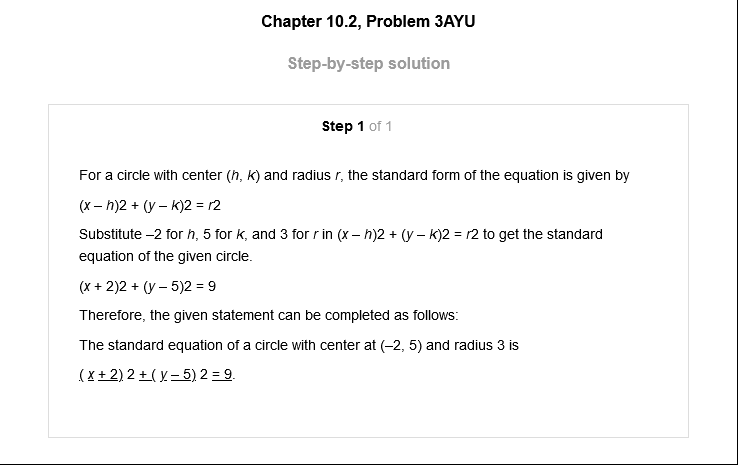 Chapter 10.2, Problem 3AYU
Step-by-step solution
Step 1 of 1
For a circle with center (h, k) and radius r, the standard form of the equation is given by
(x – h)2 + (y – k)2 = r2
Substitute –2 for h, 5 for k, and 3 for r in (x – h)2 + (y – k)2 = r2 to get the standard
equation of the given circle.
(x + 2)2 + (y – 5)2 = 9
Therefore, the given statement can be completed as follows:
The standard equation of a circle with center at (–2, 5) and radius 3 is
( x + 2) 2 + ( y – 5) 2 = 9.